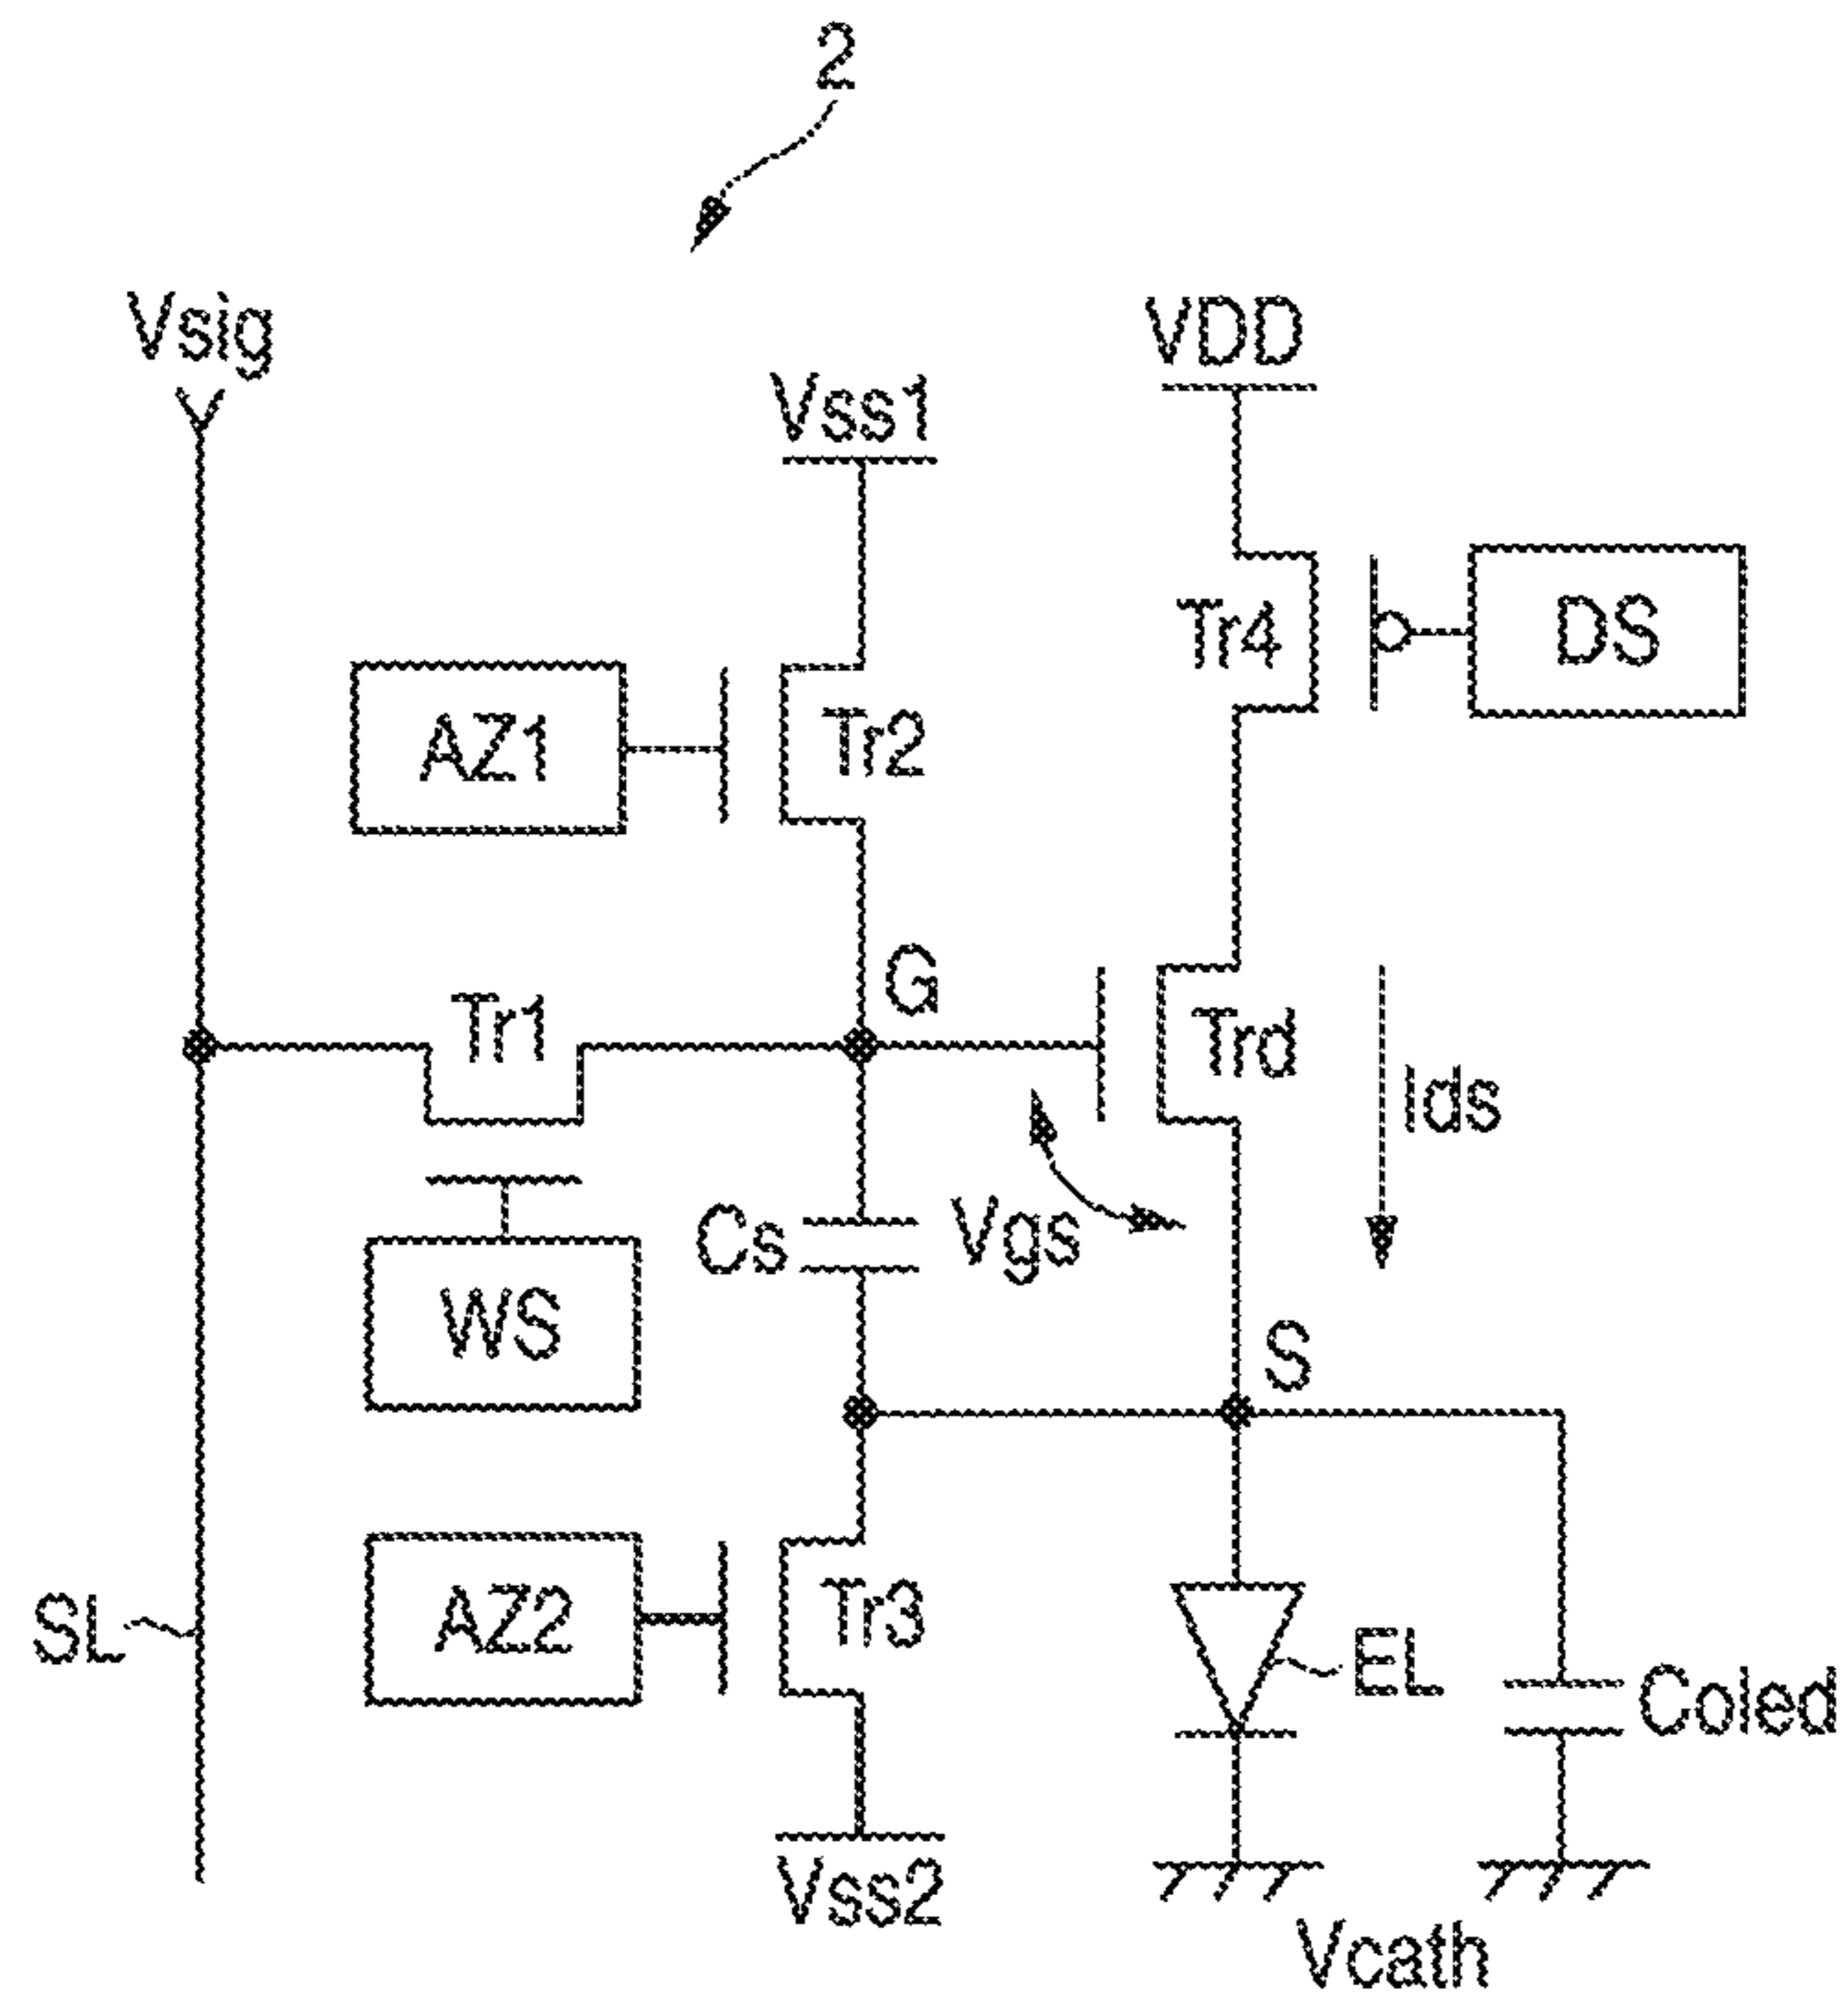 2
Vsig
VDD
Vss1
Tr4
DS
AZ1
Tr2
G
Tr1
Trd
Ids
Cs
Vgs
WS
S
SL
AZ2
Tr3
EL
Coled
Vss2
Vcath